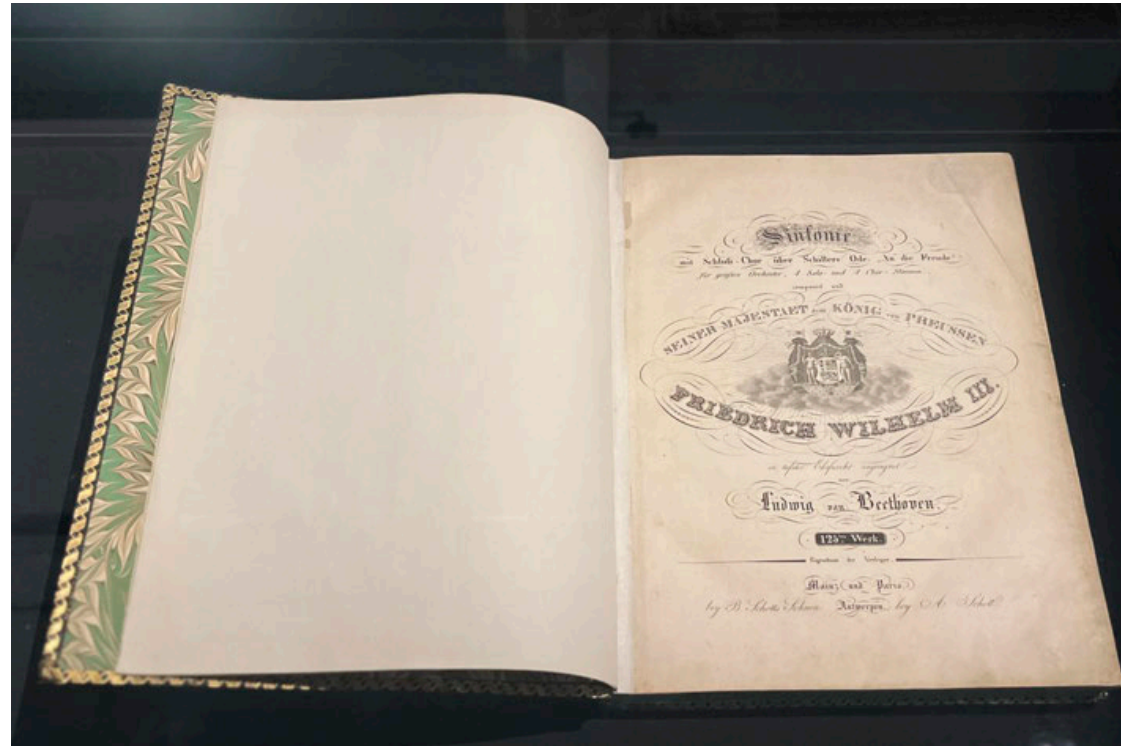 Sinfonie
mit Schluss-Chor über Schillers Ode: „An die Freude“
für grosses Orchester, 4 Solo- und 4 Chor-Stimmen
componirt und
SEINER MAJESTAET dem KÖNIG von PREUSSEN
FRIEDRICH WILHELM III.
in tiefster Ehrfurcht zugeeignet
von
Ludwig van Beethoven.
125tes Werk.
Eigenthum der Verleger.
Mainz und Paris
bey B. Schotts Söhnen. Antwerpen, bey A. Schott.